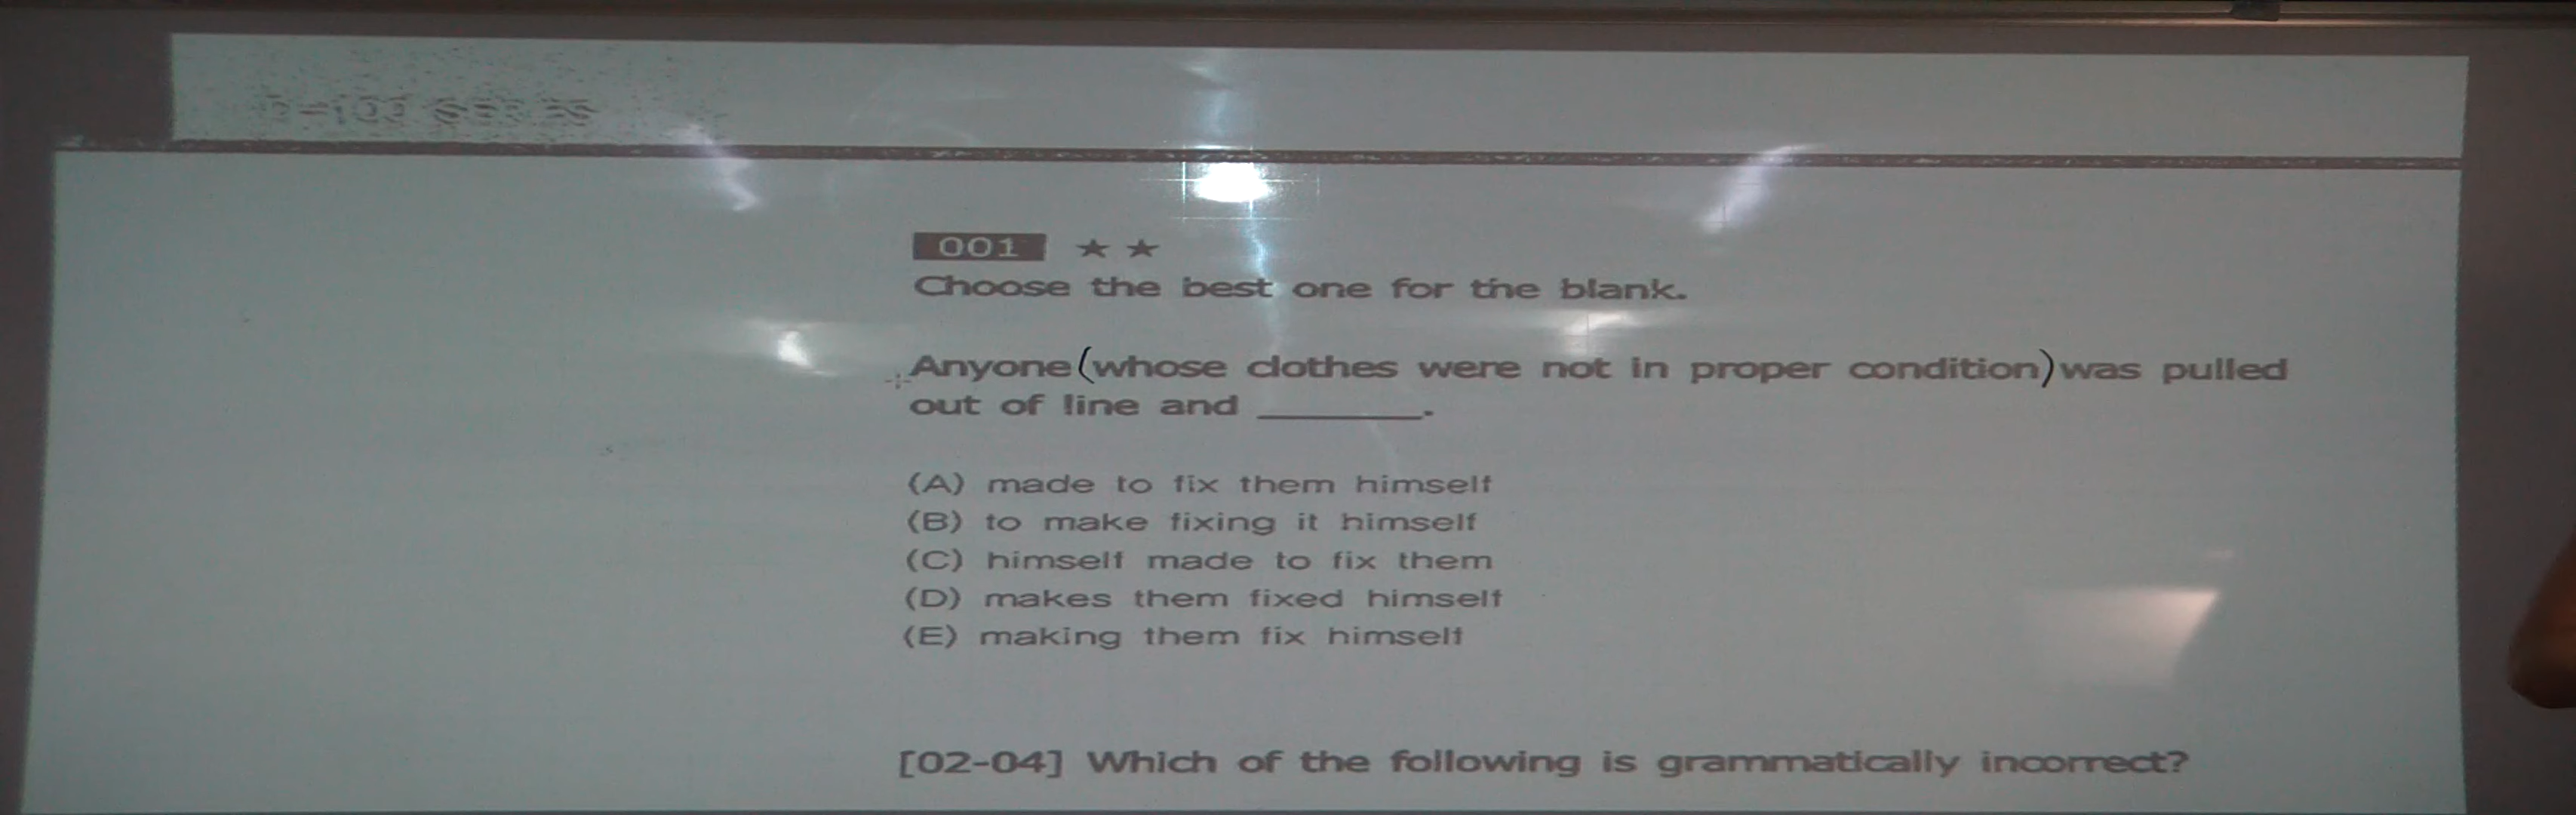 001 ★ ★
Choose the best one for the blank.
Anyone (whose clothes were not in proper condition) was pulled
out of line and ________.
(A) made to fix them himself
(B) to make fixing it himself
(C) himself made to fix them
(D) makes them fixed himself
(E) making them fix himself
[02-04] Which of the following is grammatically incorrect?